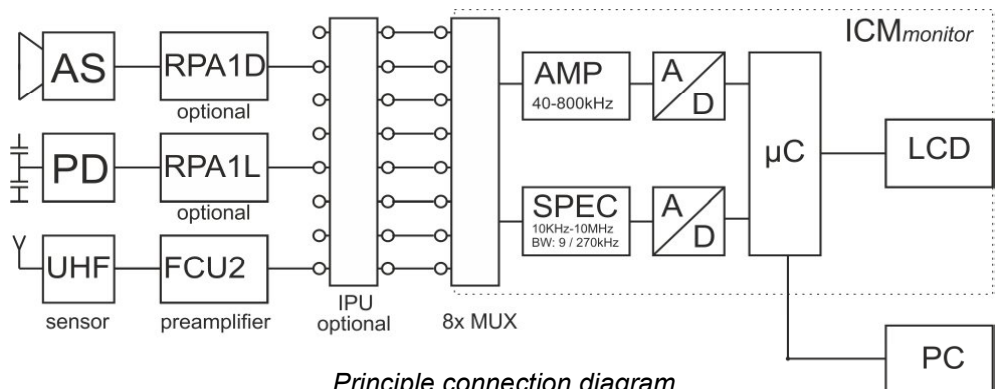 ICMmonitor
AS
RPA1D
optional
AMP
40-800kHz
A
D
PD
RPA1L
optional
µC
LCD
SPEC
10KHz-10MHz
BW: 9 / 270kHz
A
D
UHF
FCU2
sensor
preamplifier
IPU
optional
8x MUX
PC
Principle connection diagram